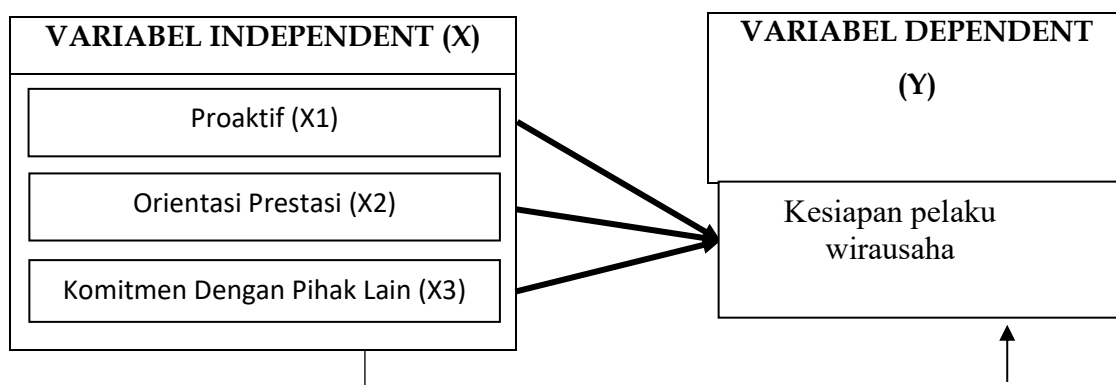 VARIABEL INDEPENDENT (X)
Proaktif (X1)
Orientasi Prestasi (X2)
Komitmen Dengan Pihak Lain (X3)
VARIABEL DEPENDENT
(Y)
Kesiapan pelaku
wirausaha